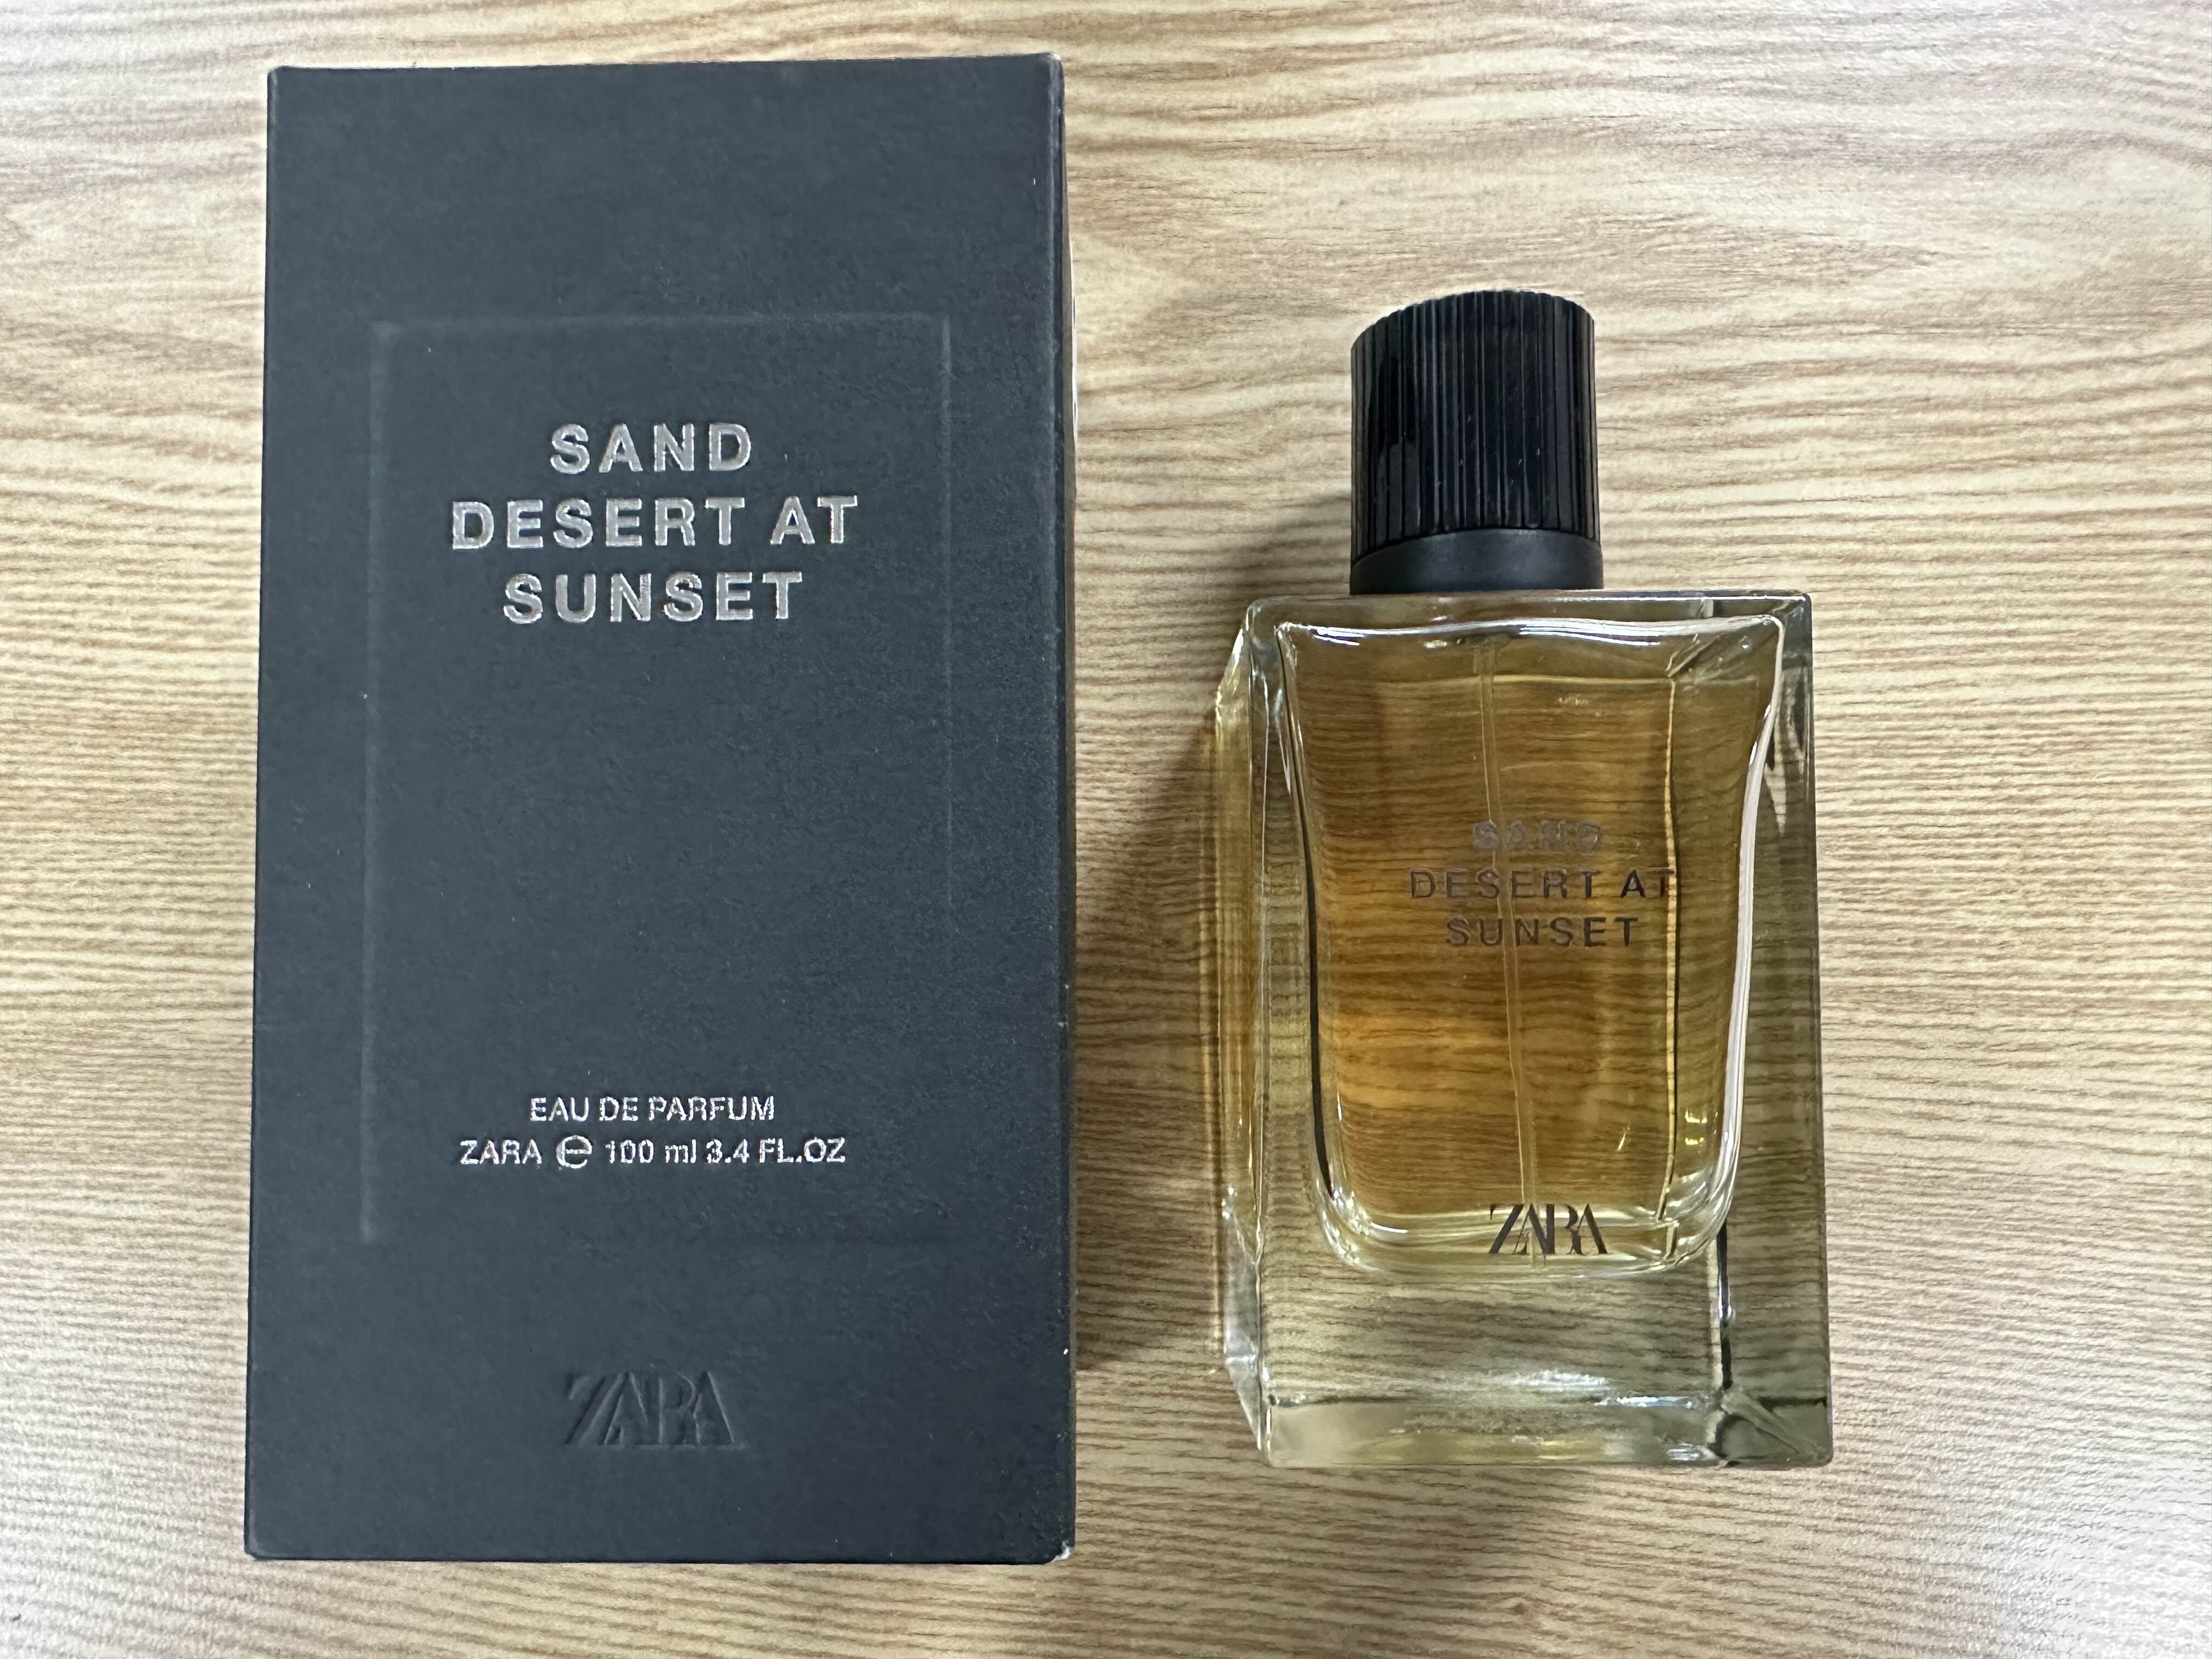 SAND
DESERT AT
SUNSET
EAU DE PARFUM
ZARA ℮ 100 ml 3.4 FL.OZ
ZARA
SAND
DESERT AT
SUNSET
ZARA